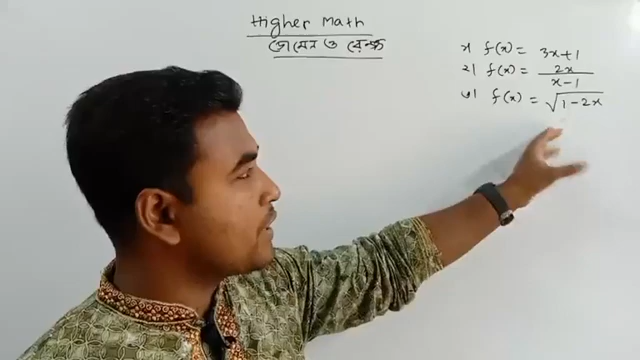 Higher Math
ডোমেন ও রেঞ্জ
১) f(x) = 3x+1
২) f(x) = 2x / x-1
৩) f(x) = √1-2x